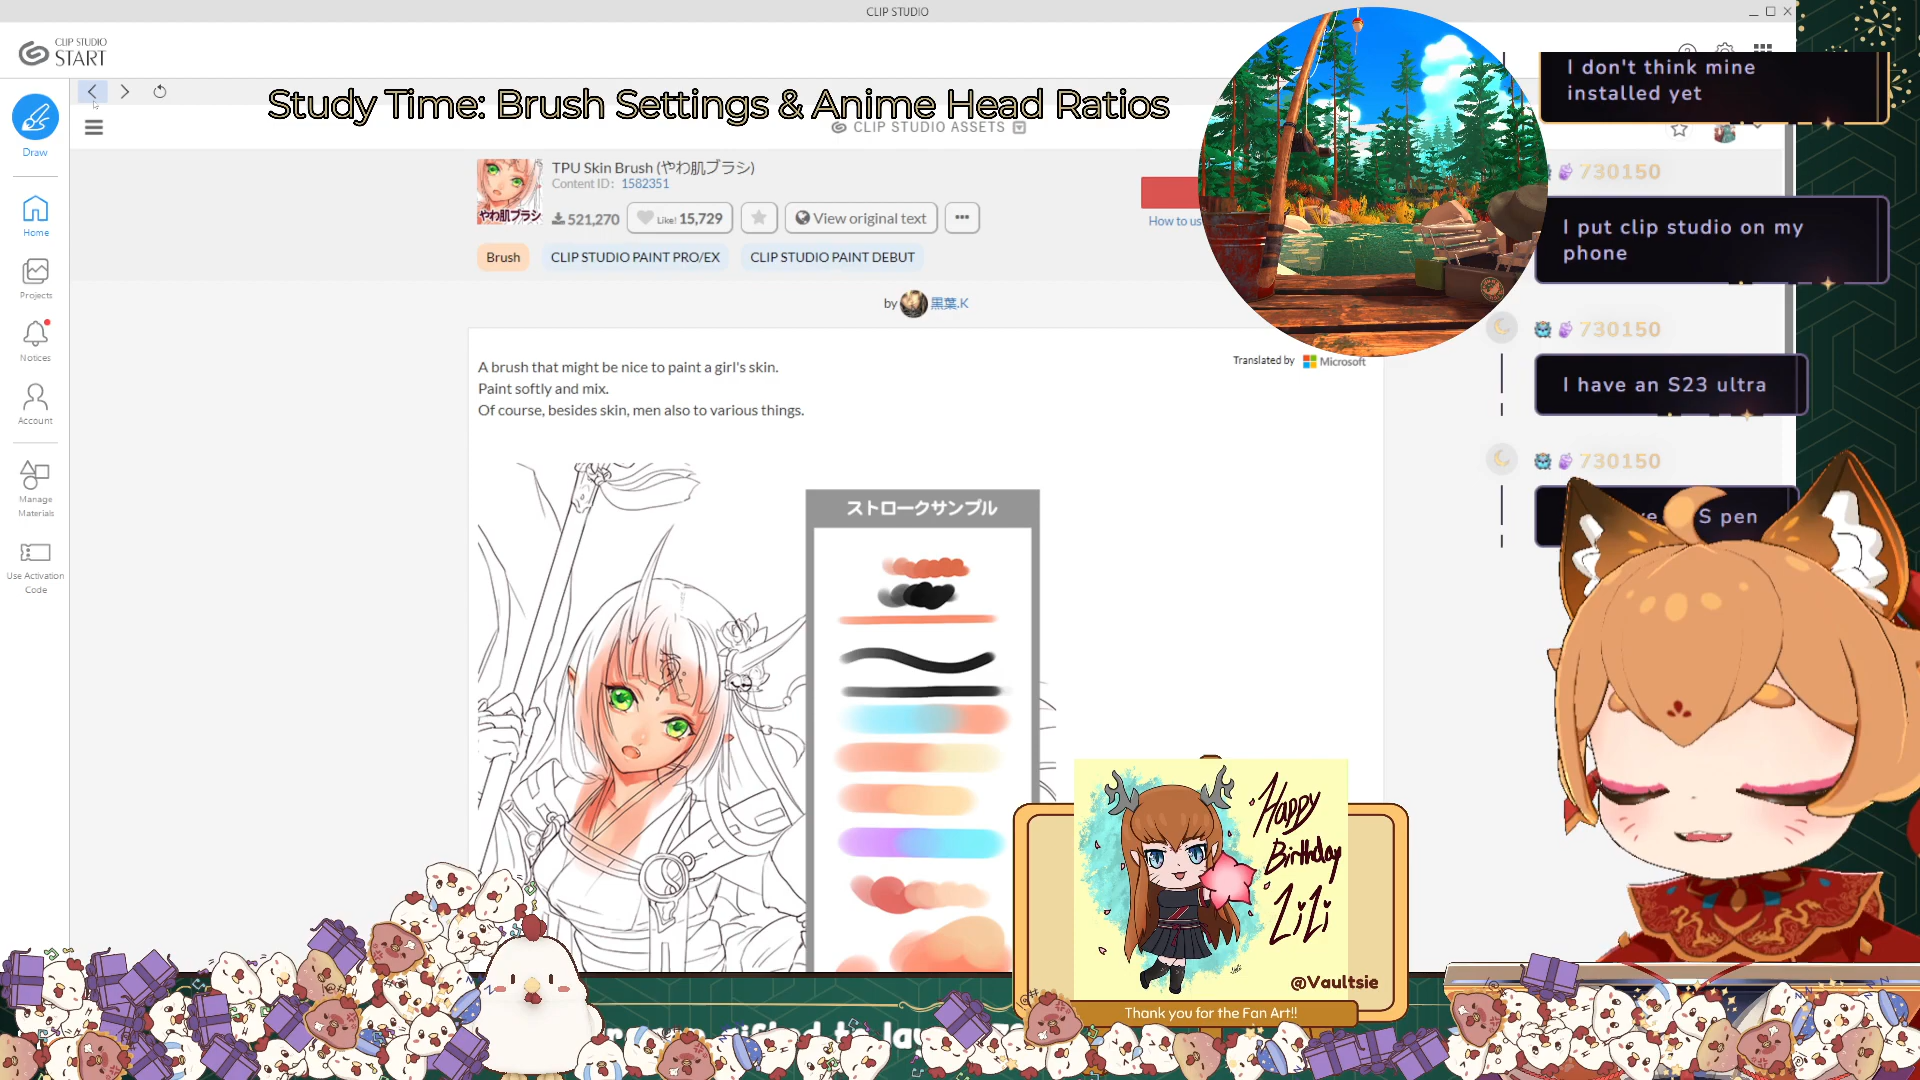 CLIP STUDIO
CLIP STUDIO
START
Study Time: Brush Settings & Anime Head Ratios
CLIP STUDIO ASSETS
Draw
Home
Projects
Notices
Account
Manage
Materials
Use Activation
Code
TPU Skin Brush (やわ肌ブラシ)
Content ID: 1582351
やわ肌ブラシ
521,270
Like! 15,729
View original text
Brush
CLIP STUDIO PAINT PRO/EX
CLIP STUDIO PAINT DEBUT
How to us
by 黒葉.K
Translated by Microsoft
A brush that might be nice to paint a girl's skin.
Paint softly and mix.
Of course, besides skin, men also to various things.
ストロークサンプル
I don't think mine
installed yet
730150
I put clip studio on my
phone
730150
I have an S23 ultra
730150
S pen
Happy
Birthday
LiLi
@Vaultsie
Thank you for the Fan Art!!